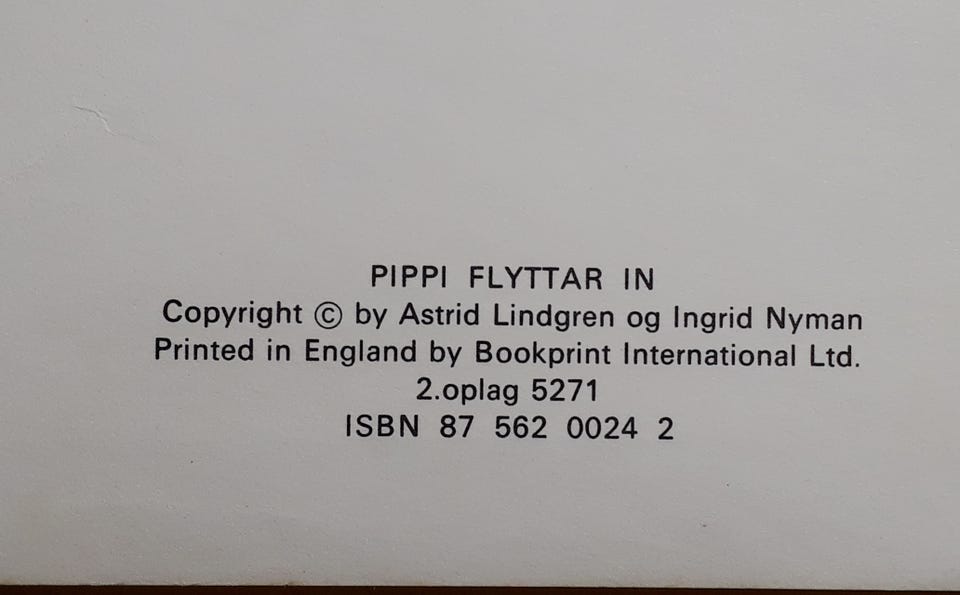 PIPPI FLYTTAR IN
Copyright © by Astrid Lindgren og Ingrid Nyman
Printed in England by Bookprint International Ltd.
2.oplag 5271
ISBN 87 562 0024 2